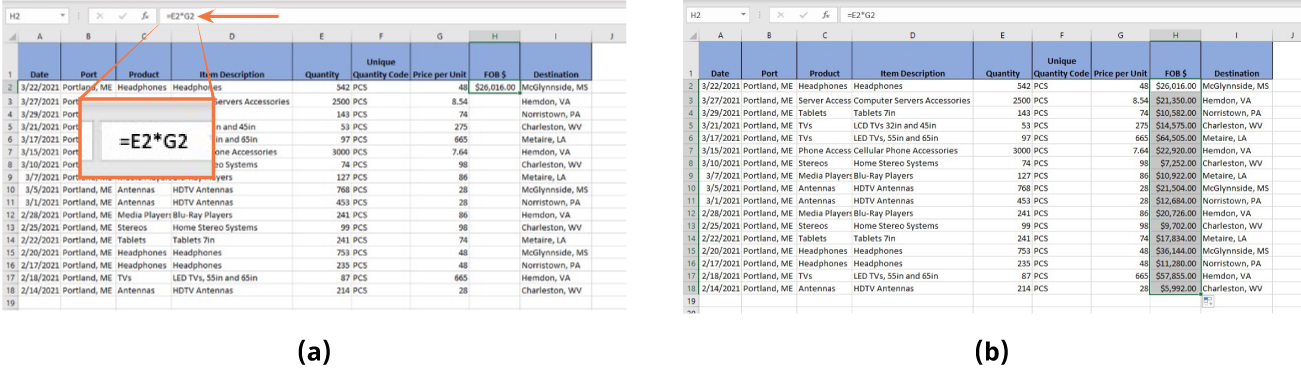 H2 =E2*G2
A B C D E F G H I J
Unique
1 Date Port Product Item Description Quantity Quantity Code Price per Unit FOB $ Destination
2 3/22/2021 Portland, ME Headphones Headphones 542 PCS 48 $26,016.00 McGlynnside, MS
3 3/27/2021 Port Servers Accessories 2500 PCS 8.54 Hemdon, VA
4 3/29/2021 Port 143 PCS 74 Norristown, PA
5 3/21/2021 Port n and 45in 53 PCS 275 Charleston, WV
6 3/17/2021 Port in and 65in 97 PCS 665 Metaire, LA
7 3/15/2021 Port one Accessories 3000 PCS 7.64 Hemdon, VA
8 3/10/2021 Port eo Systems 74 PCS 98 Charleston, WV
9 3/7/2021 Portland, ME Media Players Blu-Ray Players 127 PCS 86 Metaire, LA
10 3/5/2021 Portland, ME Antennas HDTV Antennas 768 PCS 28 McGlynnside, MS
11 3/1/2021 Portland, ME Antennas HDTV Antennas 453 PCS 28 Norristown, PA
12 2/28/2021 Portland, ME Media Players Blu-Ray Players 241 PCS 86 Hemdon, VA
13 2/25/2021 Portland, ME Stereos Home Stereo Systems 99 PCS 98 Charleston, WV
14 2/22/2021 Portland, ME Tablets Tablets 7in 241 PCS 74 Metaire, LA
15 2/20/2021 Portland, ME Headphones Headphones 753 PCS 48 McGlynnside, MS
16 2/17/2021 Portland, ME Headphones Headphones 235 PCS 48 Norristown, PA
17 2/18/2021 Portland, ME TVs LED TVs, 55in and 65in 87 PCS 665 Hemdon, VA
18 2/14/2021 Portland, ME Antennas HDTV Antennas 214 PCS 28 Charleston, WV
19
=E2*G2
(a)
H2 fx =E2*G2
A B C D E F G H I J
Unique
1 Date Port Product Item Description Quantity Quantity Code Price per Unit FOB $ Destination
2 3/22/2021 Portland, ME Headphones Headphones 542 PCS 48 $26,016.00 McGlynnside, MS
3 3/27/2021 Portland, ME Server Access Computer Servers Accessories 2500 PCS 8.54 $21,350.00 Hemdon, VA
4 3/29/2021 Portland, ME Tablets Tablets 7in 143 PCS 74 $10,582.00 Norristown, PA
5 3/21/2021 Portland, ME TVs LCD TVs 32in and 45in 53 PCS 275 $14,575.00 Charleston, WV
6 3/17/2021 Portland, ME TVs LED TVs, 55in and 65in 97 PCS 665 $64,505.00 Metaire, LA
7 3/15/2021 Portland, ME Phone Access Cellular Phone Accessories 3000 PCS 7.64 $22,920.00 Hemdon, VA
8 3/10/2021 Portland, ME Stereos Home Stereo Systems 74 PCS 98 $7,252.00 Charleston, WV
9 3/7/2021 Portland, ME Media Players Blu-Ray Players 127 PCS 86 $10,922.00 Metaire, LA
10 3/5/2021 Portland, ME Antennas HDTV Antennas 768 PCS 28 $21,504.00 McGlynnside, MS
11 3/1/2021 Portland, ME Antennas HDTV Antennas 453 PCS 28 $12,684.00 Norristown, PA
12 2/28/2021 Portland, ME Media Players Blu-Ray Players 241 PCS 86 $20,726.00 Hemdon, VA
13 2/25/2021 Portland, ME Stereos Home Stereo Systems 99 PCS 98 $9,702.00 Charleston, WV
14 2/22/2021 Portland, ME Tablets Tablets 7in 241 PCS 74 $17,834.00 Metaire, LA
15 2/20/2021 Portland, ME Headphones Headphones 753 PCS 48 $36,144.00 McGlynnside, MS
16 2/17/2021 Portland, ME Headphones Headphones 235 PCS 48 $11,280.00 Norristown, PA
17 2/18/2021 Portland, ME TVs LED TVs, 55in and 65in 87 PCS 665 $57,855.00 Hemdon, VA
18 2/14/2021 Portland, ME Antennas HDTV Antennas 214 PCS 28 $5,992.00 Charleston, WV
19
(b)